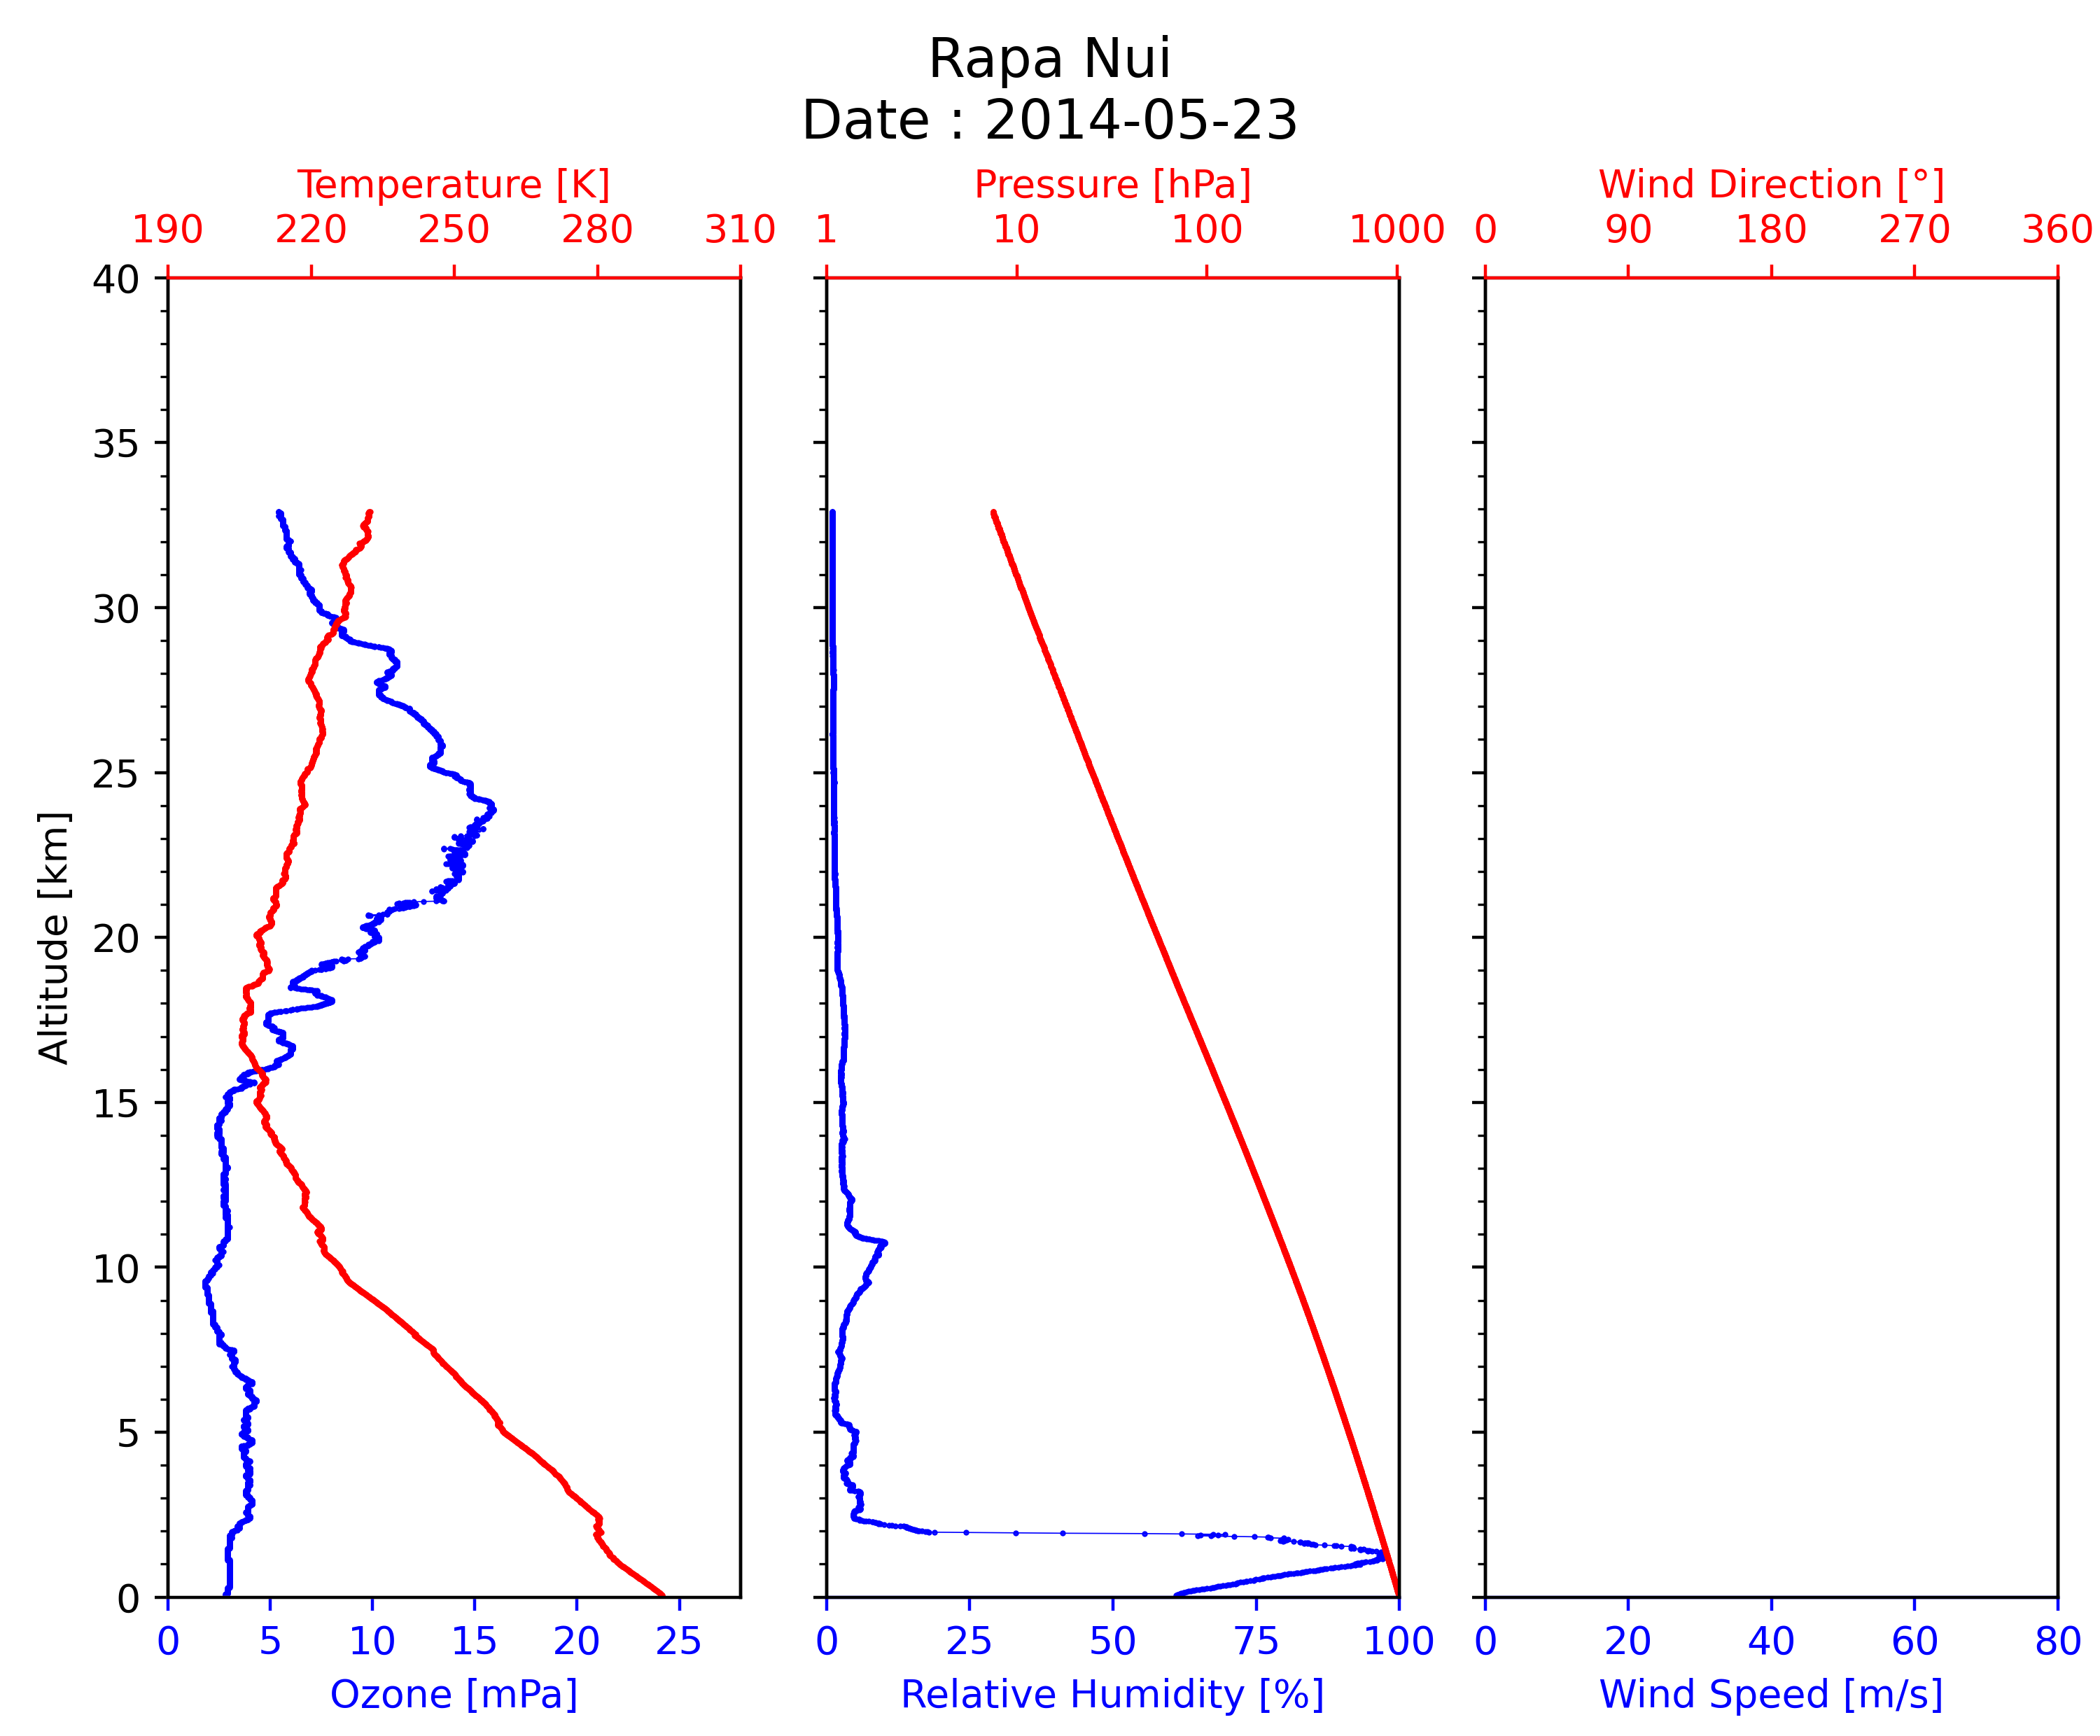 Rapa Nui
Date : 2014-05-23
Temperature [K]
190 220 250 280 310
Pressure [hPa]
1 10 100 1000
Wind Direction [°]
0 90 180 270 360
Altitude [km]
40
35
30
25
20
15
10
5
0
0 5 10 15 20 25
Ozone [mPa]
0 25 50 75 100
Relative Humidity [%]
0 20 40 60 80
Wind Speed [m/s]